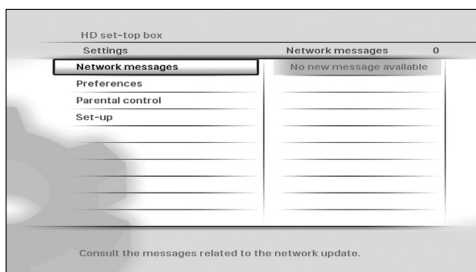 HD set-top box
Settings
Network messages 0
Network messages
No new message available
Preferences
Parental control
Set-up
Consult the messages related to the network update.